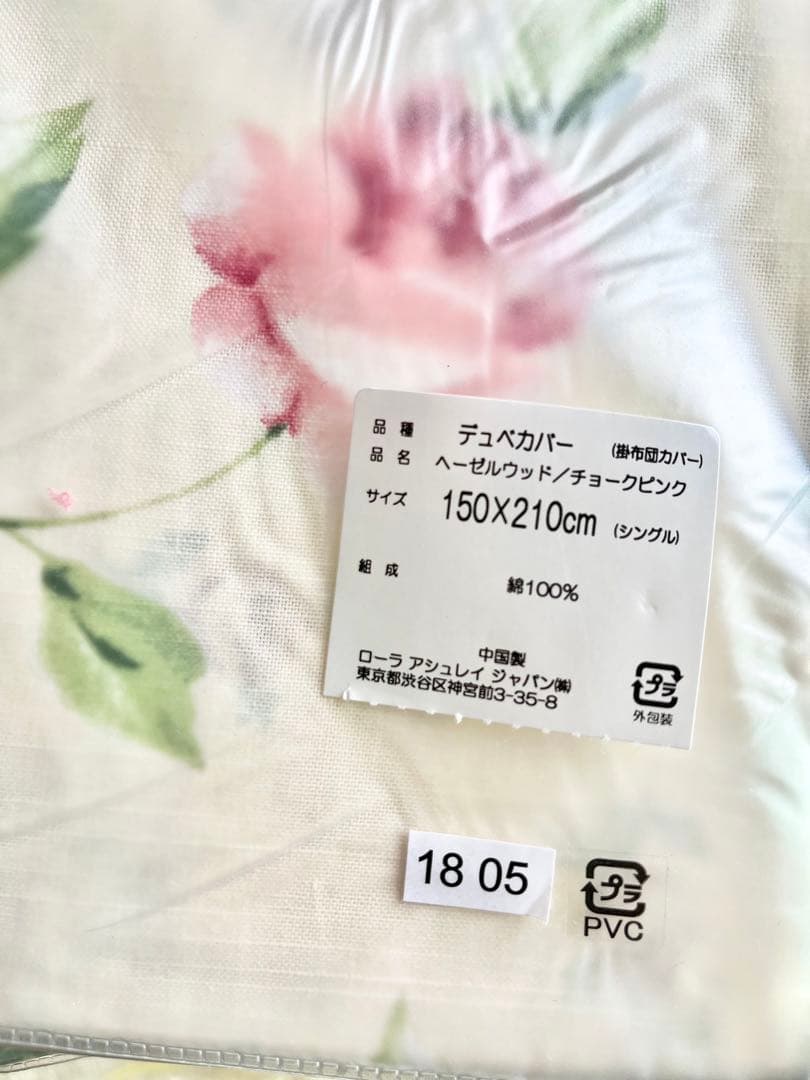 品 種 デュベカバー (掛布団カバー)
品 名 ヘーゼルウッド／チョークピンク
サイズ 150X210cm (シングル)
組 成 綿100%
中国製
ローラ アシュレイ ジャパン㈱
東京都渋谷区神宮前3-35-8
プラ
外包装
18 05
プラ
PVC